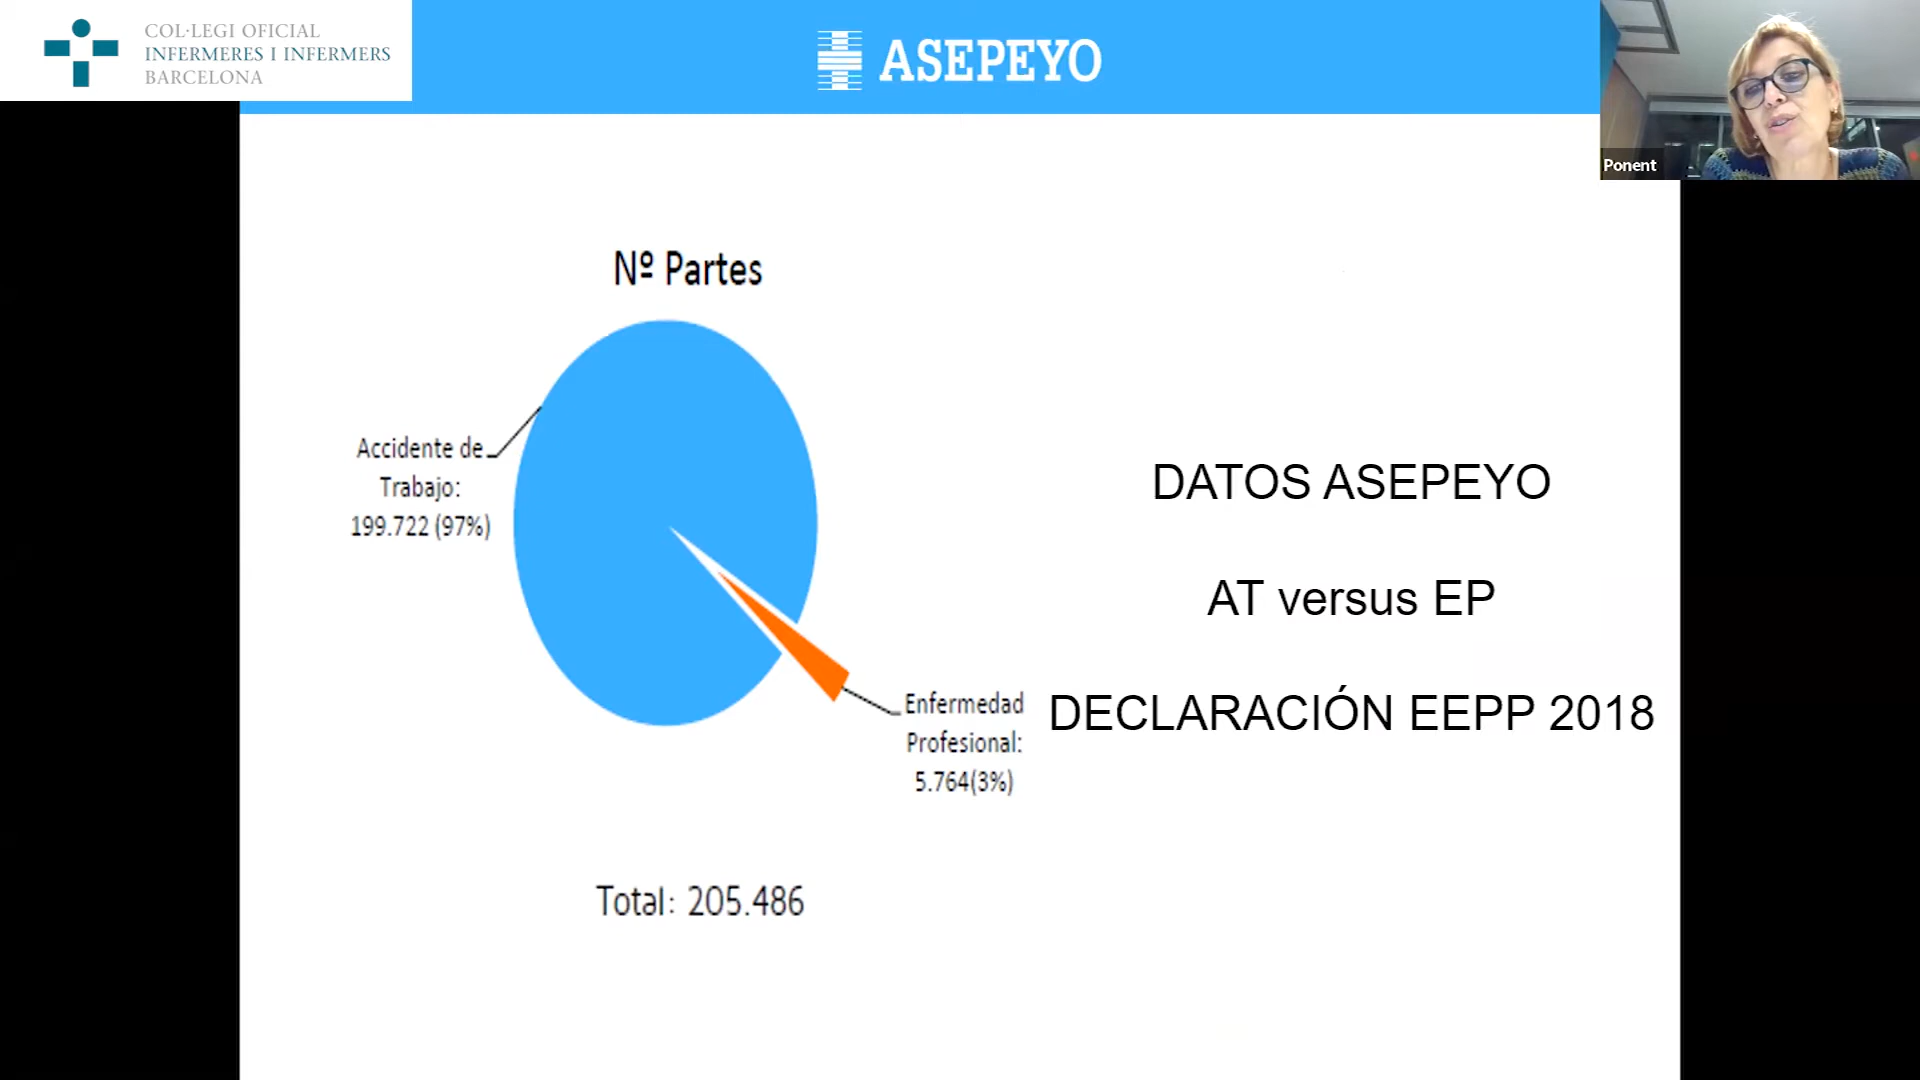 COL·LEGI OFICIAL
INFERMERES I INFERMERS
BARCELONA
ASEPEYO
Ponent
Nº Partes
Accidente de
Trabajo:
199.722 (97%)
Enfermedad
Profesional:
5.764(3%)
Total: 205.486
DATOS ASEPEYO
AT versus EP
DECLARACIÓN EEPP 2018